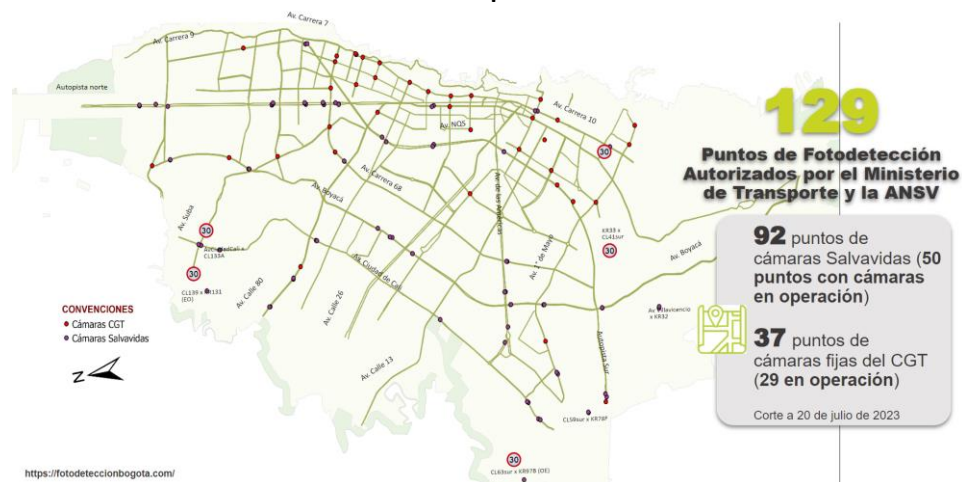 Av. Carrera 7
Av. Carrera 9
Autopista norte
Av. NQS
Av. Carrera 10
Av. Carrera 68
Av. Boyacá
Av. de las Américas
Av. Suba
30
30
CL139 x KR131
(EO)
Av. Calle 80
Av. Calle 26
Av. Ciudad de Cali
Av. 1° de Mayo
Av. Calle 13
30
KR33 x
CL41sur
30
Av. Boyacá
Av. Villavicencio
x KR32
Autopista Sur
CL58sur x KR78P
30
CL63sur x KR67B (OE)
CONVENCIONES
Cámaras CGT
Cámaras Salvavidas
Z
https://fotodeteccionbogota.com/
129
Puntos de Fotodetección
Autorizados por el Ministerio
de Transporte y la ANSV
92 puntos de
cámaras Salvavidas (50
puntos con cámaras
en operación)
37 puntos de
cámaras fijas del CGT
(29 en operación)
Corte a 20 de julio de 2023